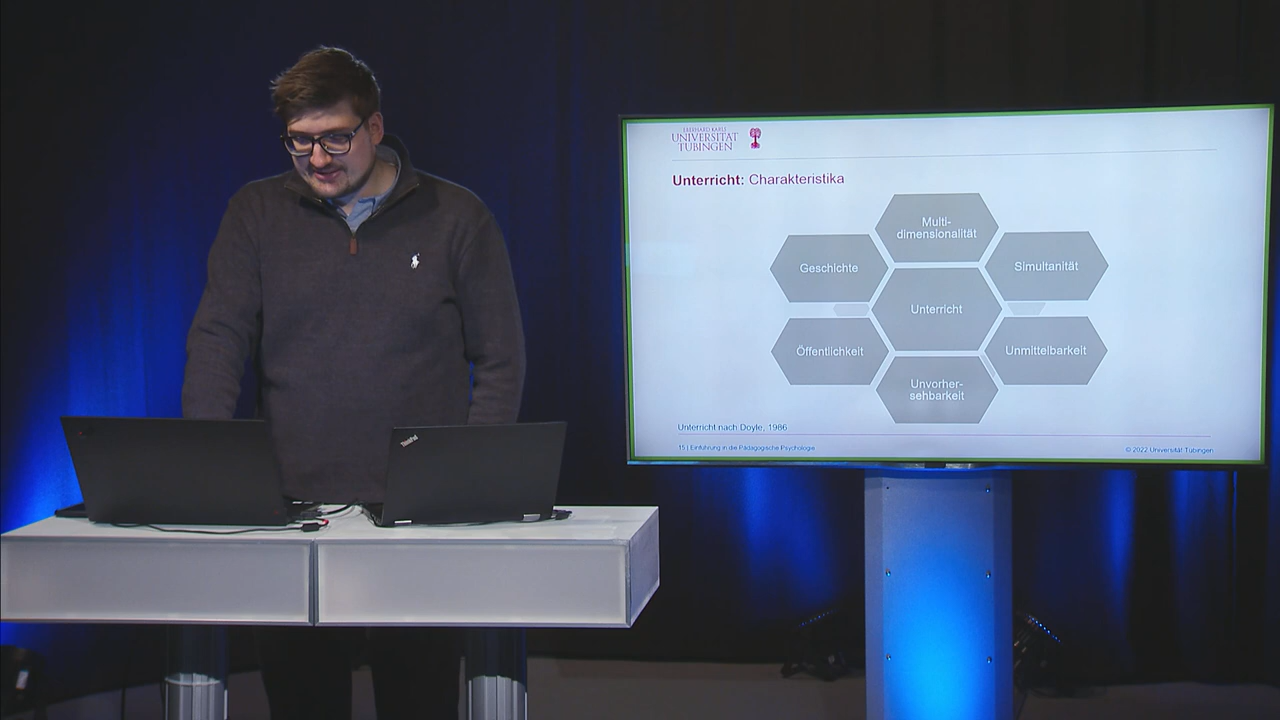 EBERHARD KARLS
UNIVERSITÄT
TÜBINGEN
Unterricht: Charakteristika
Multi-
dimensionalität
Geschichte
Simultanität
Unterricht
Öffentlichkeit
Unmittelbarkeit
Unvorher-
sehbarkeit
Unterricht nach Doyle, 1986
15 | Einführung in die Pädagogische Psychologie
© 2022 Universität Tübingen
ThinkPad